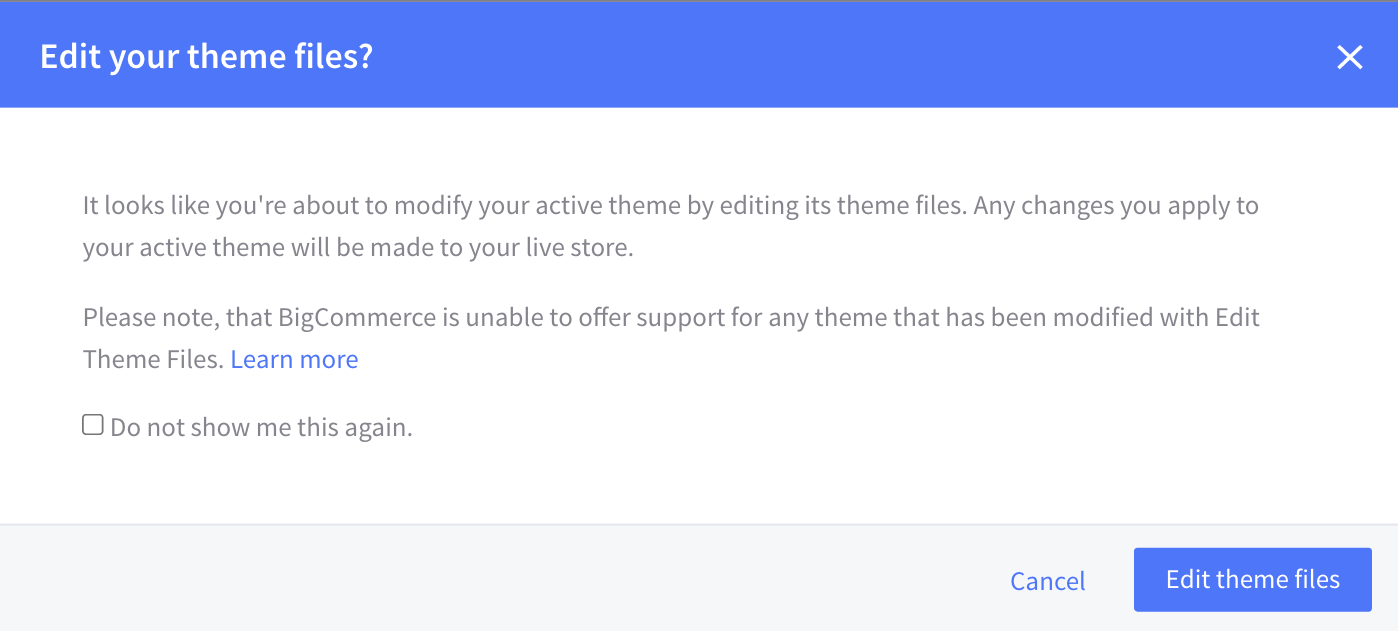 Edit your theme files?
It looks like you're about to modify your active theme by editing its theme files. Any changes you apply to
your active theme will be made to your live store.
Please note, that BigCommerce is unable to offer support for any theme that has been modified with Edit
Theme Files. Learn more
Do not show me this again.
Cancel
Edit theme files